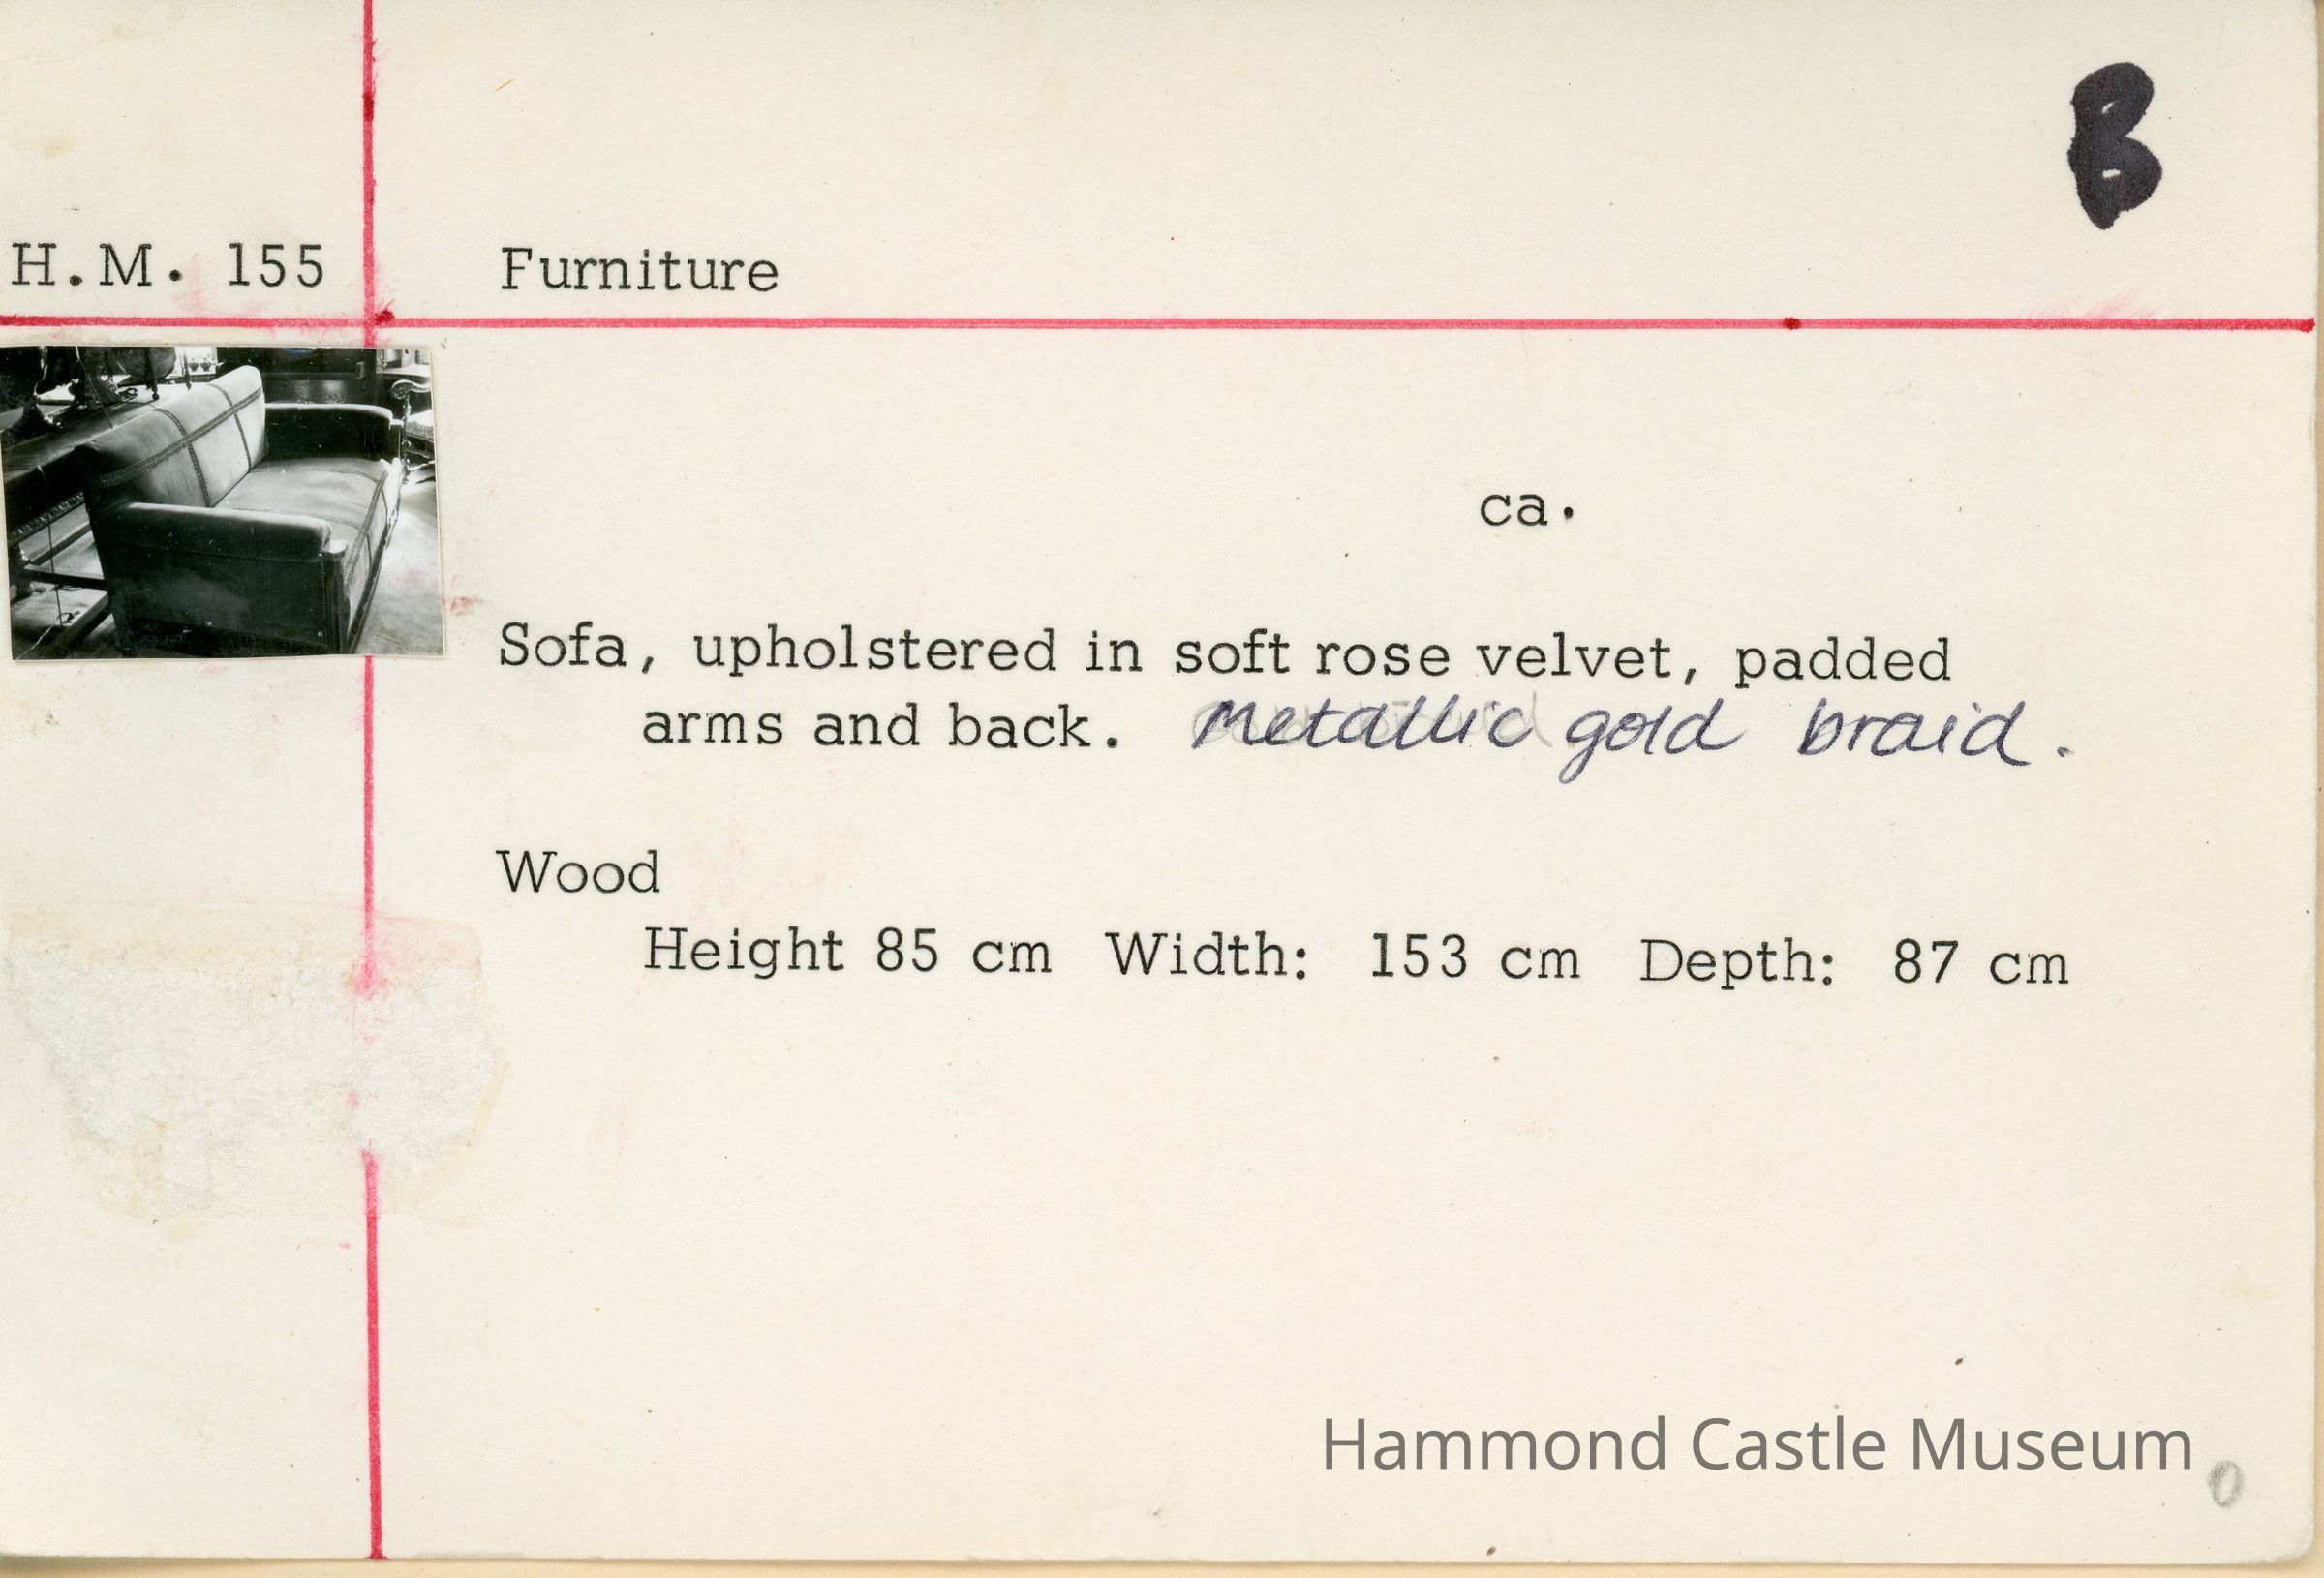 B
H.M. 155 Furniture
ca.
Sofa, upholstered in soft rose velvet, padded
arms and back. Metallic gold braid.
Wood
Height 85 cm Width: 153 cm Depth: 87 cm
Hammond Castle Museum
0